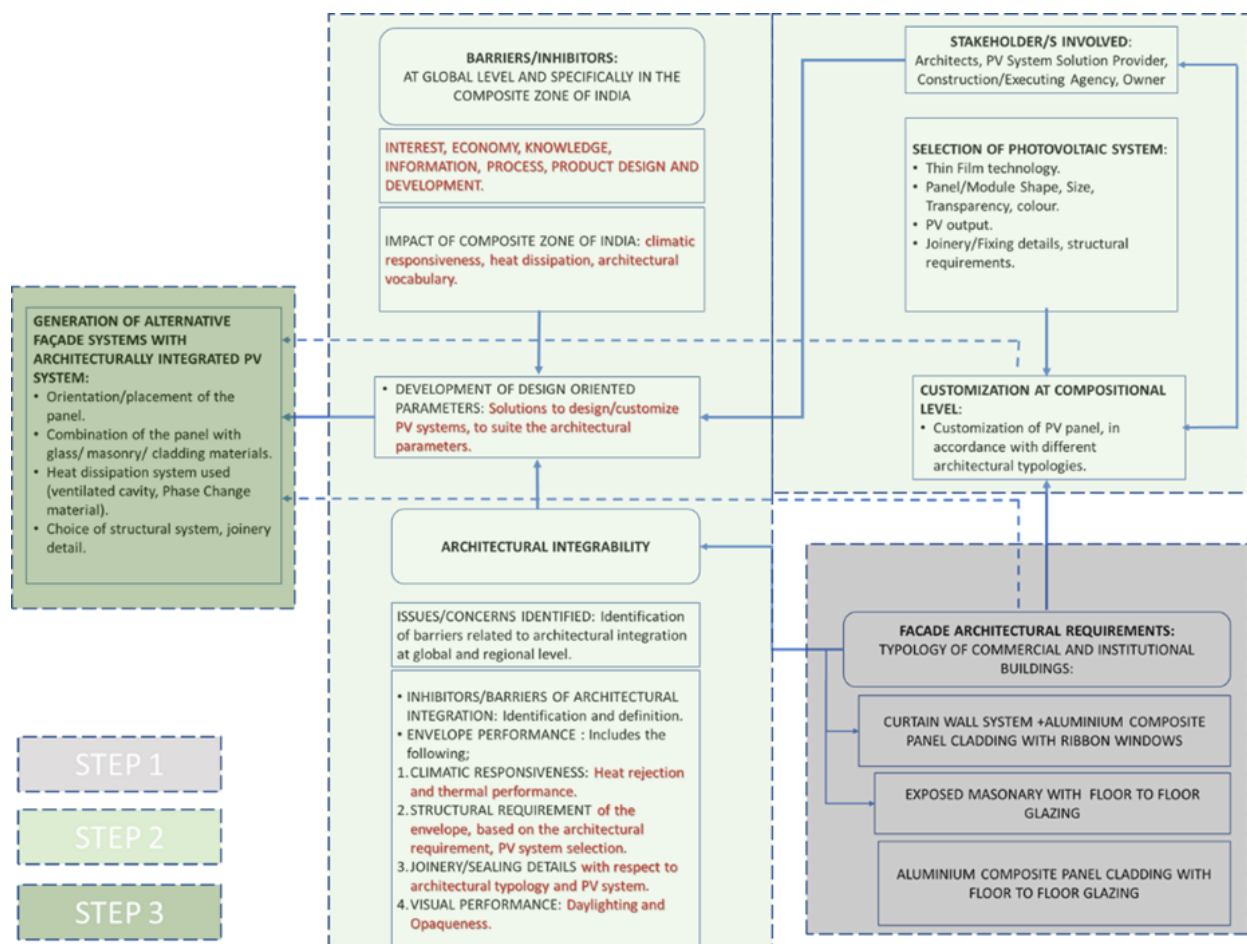 BARRIERS/INHIBITORS:
AT GLOBAL LEVEL AND SPECIFICALLY IN THE
COMPOSITE ZONE OF INDIA
INTEREST, ECONOMY, KNOWLEDGE,
INFORMATION, PROCESS, PRODUCT DESIGN AND
DEVELOPMENT.
IMPACT OF COMPOSITE ZONE OF INDIA: climatic
responsiveness, heat dissipation, architectural
vocabulary.
STAKEHOLDER/S INVOLVED:
Architects, PV System Solution Provider,
Construction/Executing Agency, Owner
SELECTION OF PHOTOVOLTAIC SYSTEM:
• Thin Film technology.
• Panel/Module Shape, Size,
Transparency, colour.
• PV output.
• Joinery/Fixing details, structural
requirements.
GENERATION OF ALTERNATIVE
FAÇADE SYSTEMS WITH
ARCHITECTURALLY INTEGRATED PV
SYSTEM:
• Orientation/placement of the
panel.
• Combination of the panel with
glass/ masonry/ cladding materials.
• Heat dissipation system used
(ventilated cavity, Phase Change
material).
• Choice of structural system, joinery
detail.
• DEVELOPMENT OF DESIGN ORIENTED
PARAMETERS: Solutions to design/customize
PV systems, to suite the architectural
parameters.
CUSTOMIZATION AT COMPOSITIONAL
LEVEL:
• Customization of PV panel, in
accordance with different
architectural typologies.
ARCHITECTURAL INTEGRABILITY
ISSUES/CONCERNS IDENTIFIED: Identification
of barriers related to architectural integration
at global and regional level.
• INHIBITORS/BARRIERS OF ARCHITECTURAL
INTEGRATION: Identification and definition.
• ENVELOPE PERFORMANCE : Includes the
following;
1. CLIMATIC RESPONSIVENESS: Heat rejection
and thermal performance.
2. STRUCTURAL REQUIREMENT of the
envelope, based on the architectural
requirement, PV system selection.
3. JOINERY/SEALING DETAILS with respect to
architectural typology and PV system.
4. VISUAL PERFORMANCE: Daylighting and
Opaqueness.
FACADE ARCHITECTURAL REQUIREMENTS:
TYPOLOGY OF COMMERCIAL AND INSTITUTIONAL
BUILDINGS:
CURTAIN WALL SYSTEM +ALUMINIUM COMPOSITE
PANEL CLADDING WITH RIBBON WINDOWS
EXPOSED MASONARY WITH FLOOR TO FLOOR
GLAZING
ALUMINIUM COMPOSITE PANEL CLADDING WITH
FLOOR TO FLOOR GLAZING
STEP 1
STEP 2
STEP 3